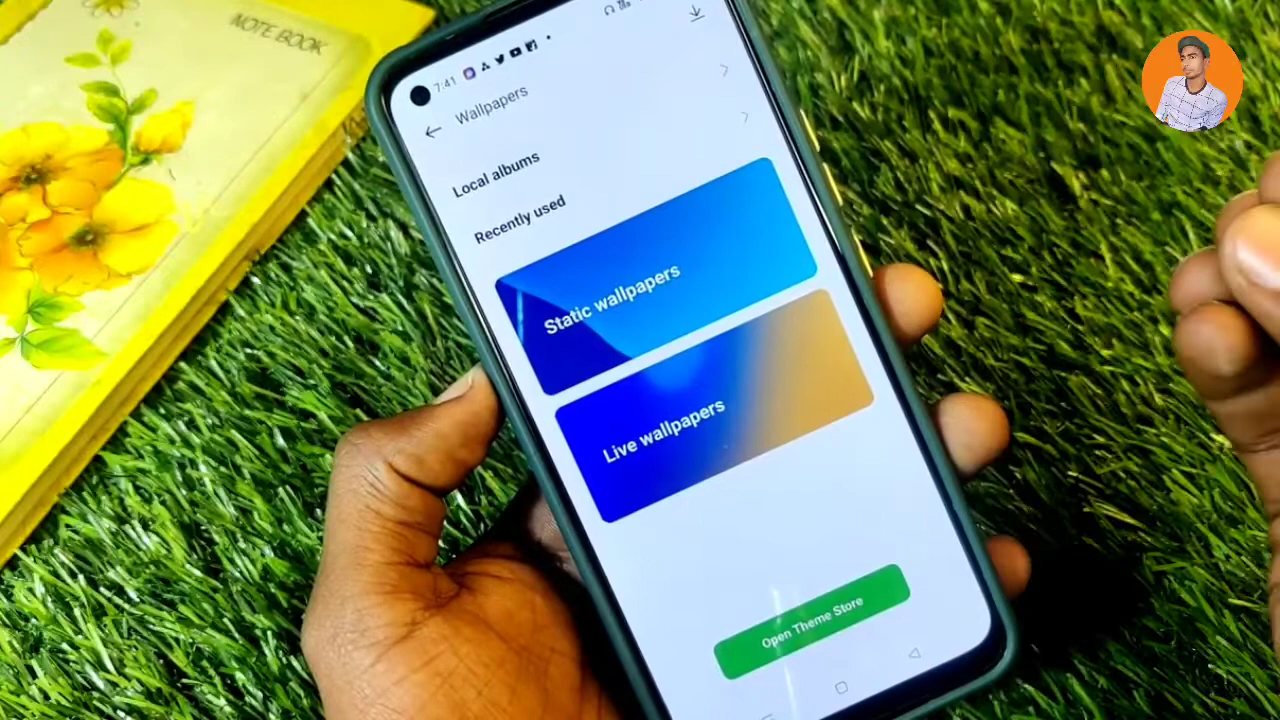 NOTE BOOK
7:41
Wallpapers
Local albums
Recently used
Static wallpapers
Live wallpapers
Open Theme Store